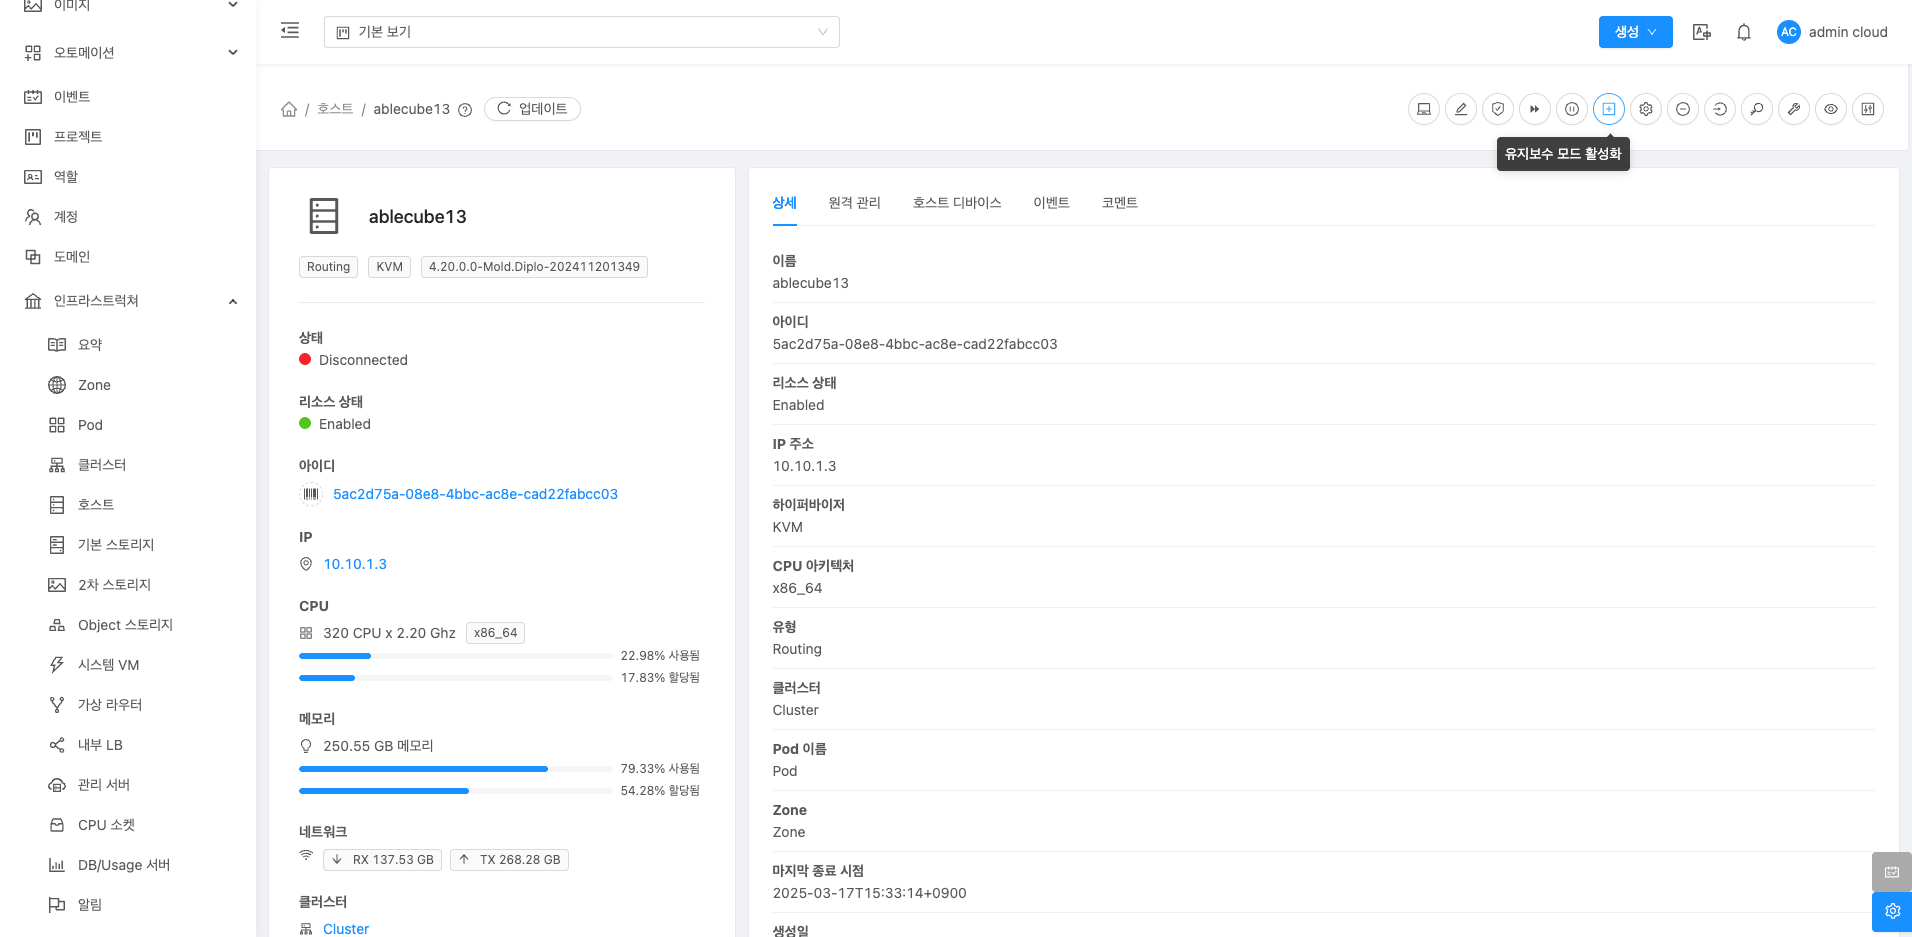 이미지
오토메이션
이벤트
프로젝트
역할
계정
도메인
인프라스트럭쳐
요약
Zone
Pod
클러스터
호스트
기본 스토리지
2차 스토리지
Object 스토리지
시스템 VM
가상 라우터
내부 LB
관리 서버
CPU 소켓
DB/Usage 서버
알림
기본 보기
생성
AC admin cloud
/ 호스트 / ablecube13 업데이트
유지보수 모드 활성화
ablecube13
Routing KVM 4.20.0.0-Mold.Diplo-202411201349
상태
Disconnected
리소스 상태
Enabled
아이디
5ac2d75a-08e8-4bbc-ac8e-cad22fabcc03
IP
10.10.1.3
CPU
320 CPU x 2.20 Ghz x86_64
22.98% 사용됨
17.83% 할당됨
메모리
250.55 GB 메모리
79.33% 사용됨
54.28% 할당됨
네트워크
RX 137.53 GB TX 268.28 GB
클러스터
Cluster
상세 원격 관리 호스트 디바이스 이벤트 코멘트
이름
ablecube13
아이디
5ac2d75a-08e8-4bbc-ac8e-cad22fabcc03
리소스 상태
Enabled
IP 주소
10.10.1.3
하이퍼바이저
KVM
CPU 아키텍처
x86_64
유형
Routing
클러스터
Cluster
Pod 이름
Pod
Zone
Zone
마지막 종료 시점
2025-03-17T15:33:14+0900
생성일